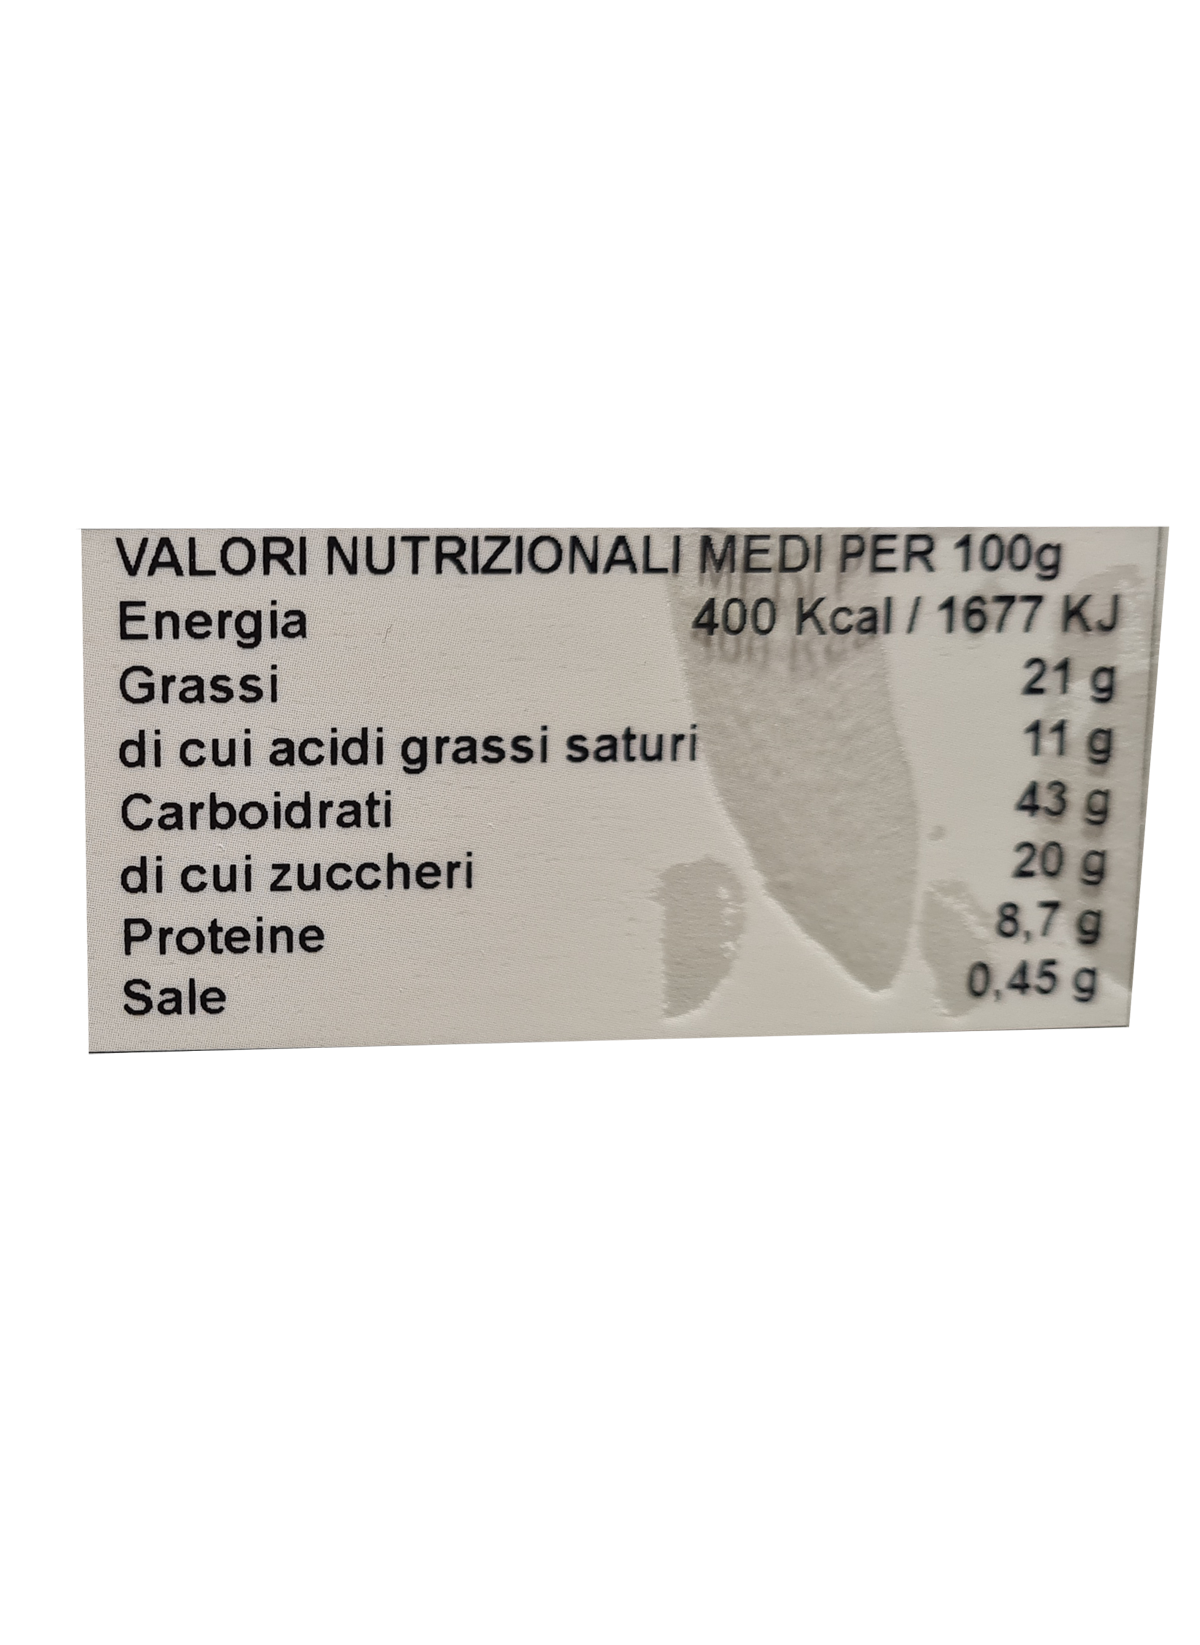 VALORI NUTRIZIONALI MEDI PER 100g
Energia 400 Kcal / 1677 KJ
Grassi 21 g
di cui acidi grassi saturi 11 g
Carboidrati 43 g
di cui zuccheri 20 g
Proteine 8,7 g
Sale 0,45 g